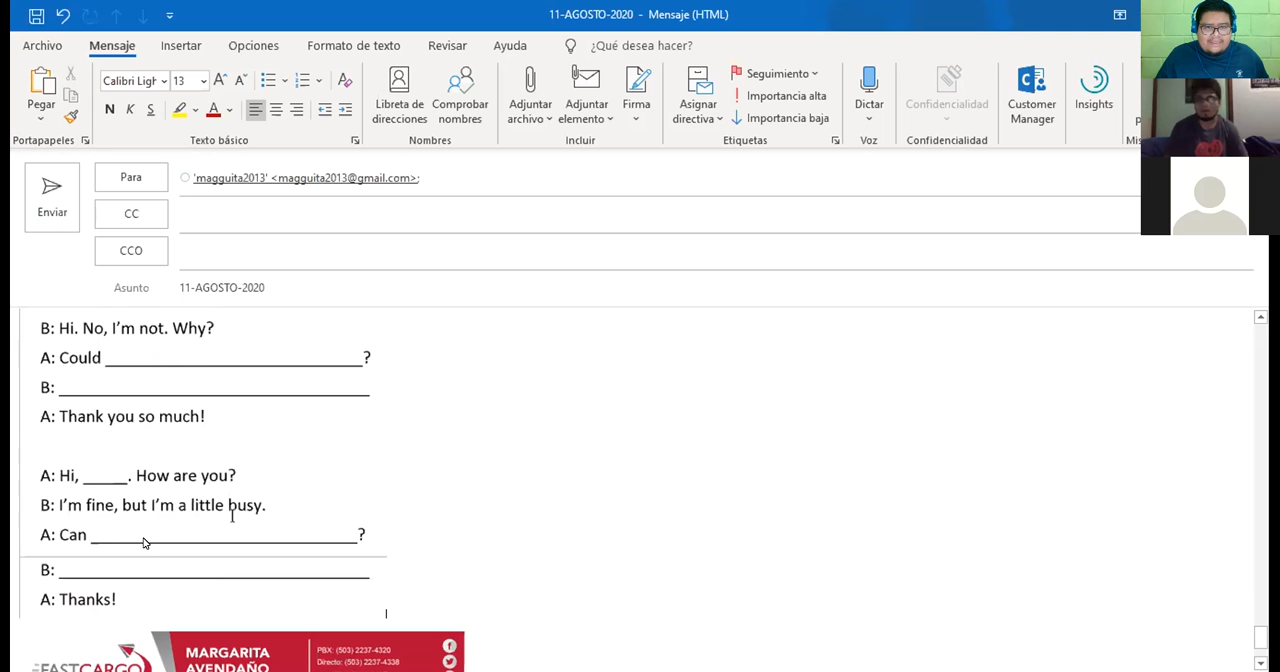 11-AGOSTO-2020 - Mensaje (HTML)
Archivo Mensaje Insertar Opciones Formato de texto Revisar Ayuda ¿Qué desea hacer?
Calibri Ligh 13
Pegar
N K S
Libreta de direcciones
Comprobar nombres
Adjuntar archivo
Adjuntar elemento
Firma
Asignar directiva
Seguimiento
Importancia alta
Importancia baja
Dictar
Confidencialidad
Customer Manager
Insights
Portapapeles Texto básico Nombres Incluir Etiquetas Voz Confidencialidad Mis
Enviar
Para 'magguita2013' <magguita2013@gmail.com>;
CC
CCO
Asunto 11-AGOSTO-2020
B: Hi. No, I'm not. Why?
A: Could ______________________________?
B: ____________________________________
A: Thank you so much!
A: Hi, _____. How are you?
B: I'm fine, but I'm a little busy.
A: Can _______________________________?
B: ____________________________________
A: Thanks!
FASTCARGO
MARGARITA
AVENDAÑO
PBX: (503) 2237-4320
Directo: (503) 2237-4338